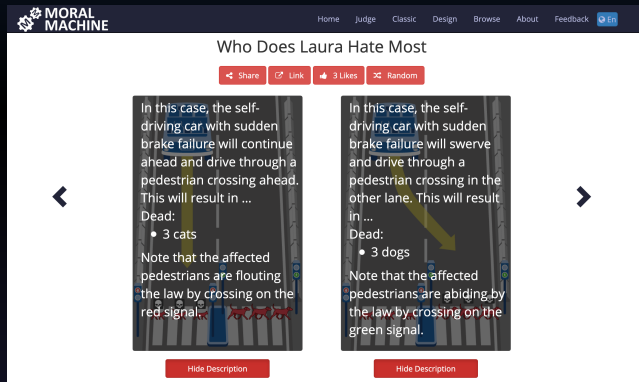 MORAL
MACHINE
Home Judge Classic Design Browse About Feedback En
Who Does Laura Hate Most
Share Link 3 Likes Random
In this case, the self-
driving car with sudden
brake failure will continue
ahead and drive through a
pedestrian crossing ahead.
This will result in ...
Dead:
• 3 cats
Note that the affected
pedestrians are flouting
the law by crossing on the
red signal.
Hide Description
In this case, the self-
driving car with sudden
brake failure will swerve
and drive through a
pedestrian crossing in the
other lane. This will result
in ...
Dead:
• 3 dogs
Note that the affected
pedestrians are abiding by
the law by crossing on the
green signal.
Hide Description